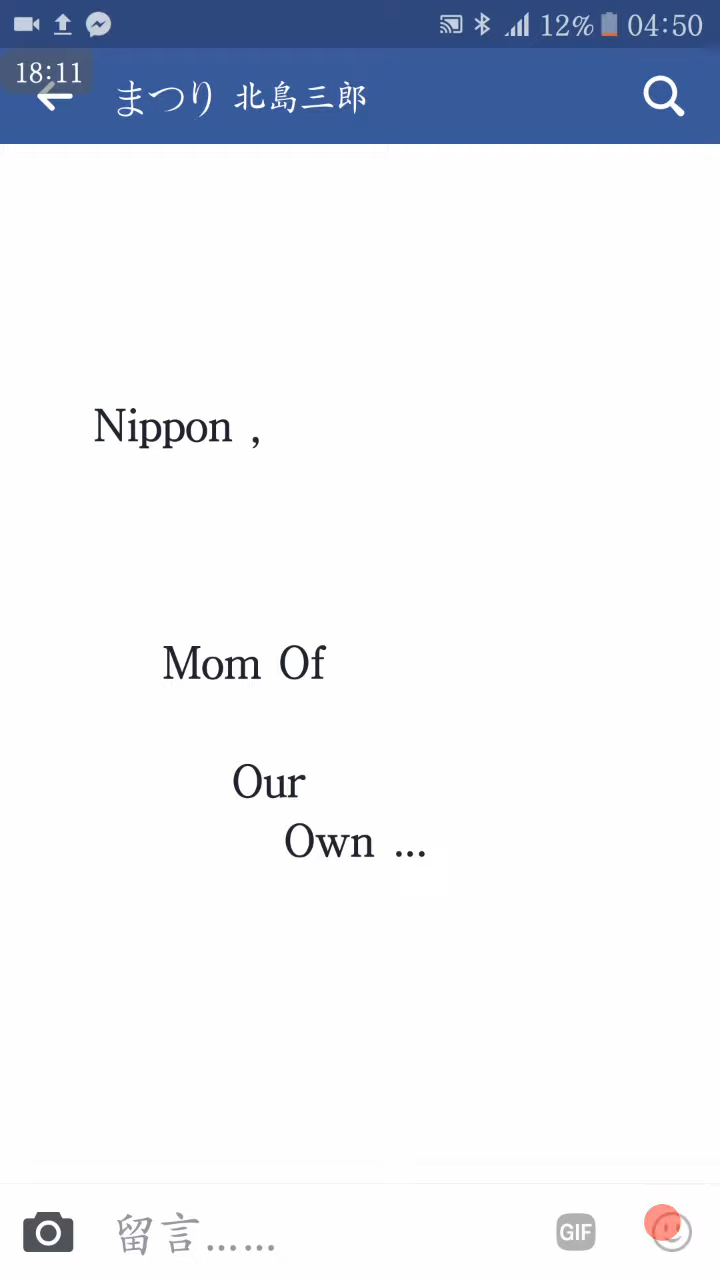 12% 04:50
18:11
まつり 北島三郎
Nippon ,
Mom Of
Our
Own ...
留言......
GIF